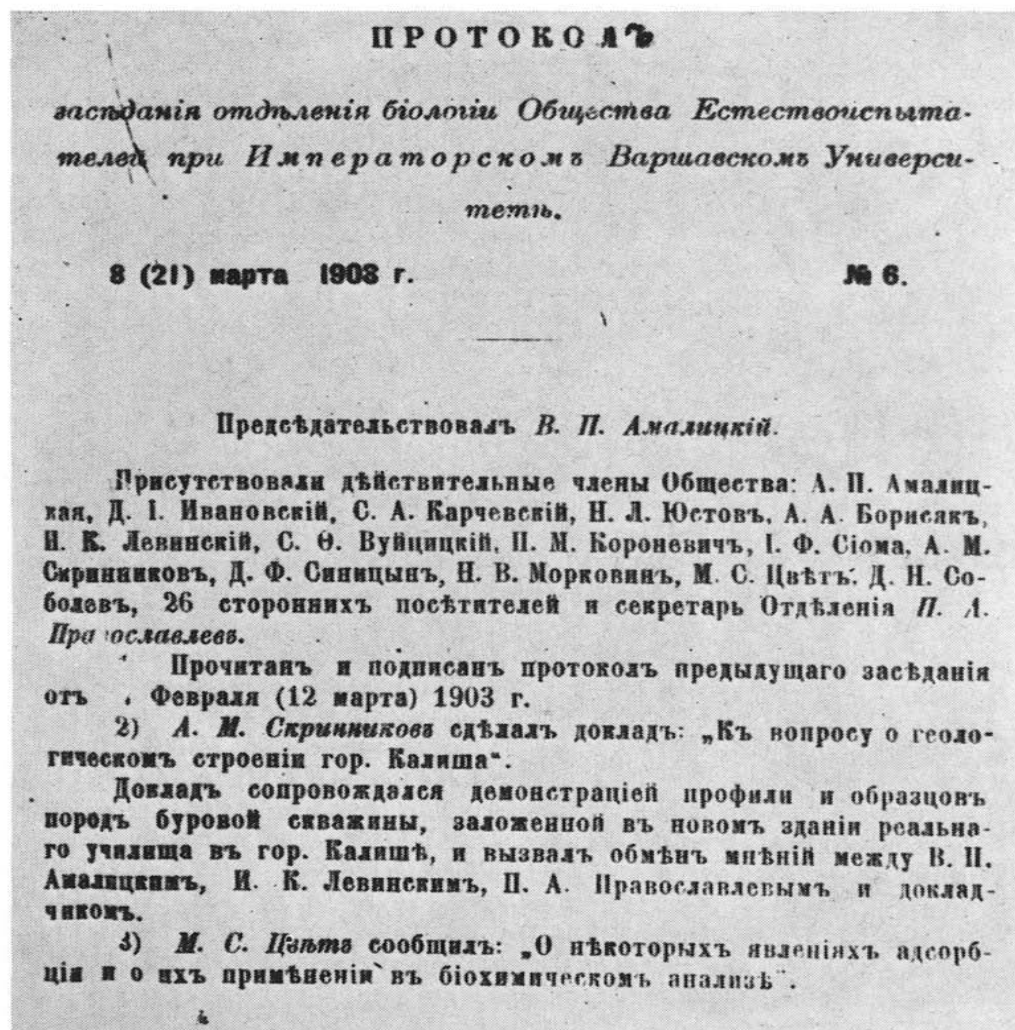 ПРОТОКОЛЪ
засѣданія отдѣленія біологіи Общества Естествоиспыта-
телей при Императорскомъ Варшавскомъ Универси-
тетѣ.
8 (21) марта 1903 г. № 6.
Предсѣдательствовалъ В. П. Амалицкій.
Присутствовали дѣйствительные члены Общества: А. П. Амалиц-
кая, Д. І. Ивановскій, С. А. Карчевскій, Н. Л. Юстовъ, А. А. Борисякъ,
И. К. Левинскій, С. Ѳ. Вуйцицкій, П. М. Короневичъ, І. Ф. Сіома, А. М.
Скринниковъ, Д. Ф. Синицынъ, Н. В. Морковинъ, М. С. Цвѣтъ. Д. Н. Со-
болевъ, 26 стороннихъ посѣтителей и секретарь Отдѣленія П. А.
Православлевъ.
Прочитанъ и подписанъ протоколъ предыдущаго засѣданія
отъ Февраля (12 марта) 1903 г.
2) А. М. Скринниковъ сдѣлалъ докладъ: „Къ вопросу о геоло-
гическомъ строеніи гор. Калиша“.
Докладъ сопровождался демонстраціей профили и образцовъ
породъ буровой скважины, заложенной въ новомъ зданіи реальна-
го училища въ гор. Калишѣ, и вызвалъ обмѣнъ мнѣній между В. П.
Амалицкимъ, И. К. Левинскимъ, П. А. Православлевымъ и доклад-
чикомъ.
3) М. С. Цвѣтъ сообщилъ: „О нѣкоторыхъ явленіяхъ адсорб-
ціи и о ихъ примѣненіи въ біохимическомъ анализѣ“.